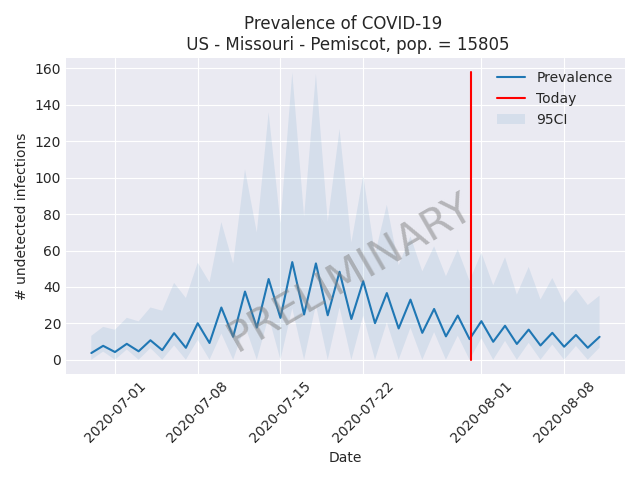 Prevalence of COVID-19
US - Missouri - Pemiscot, pop. = 15805
# undetected infections
160
140
120
100
80
60
40
20
0
Prevalence
Today
95CI
PRELIMINARY
2020-07-01
2020-07-08
2020-07-15
2020-07-22
2020-08-01
2020-08-08
Date